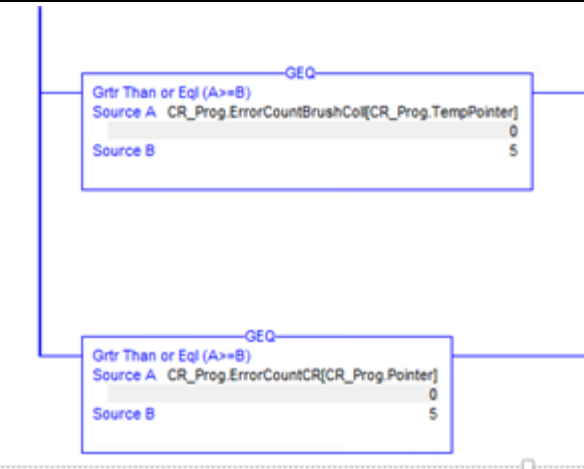 GEQ
Grtr Than or Eql (A>=B)
Source A CR_Prog.ErrorCountBrushColl[CR_Prog.TempPointer]
0
Source B 5
GEQ
Grtr Than or Eql (A>=B)
Source A CR_Prog.ErrorCountCR[CR_Prog.Pointer]
0
Source B 5